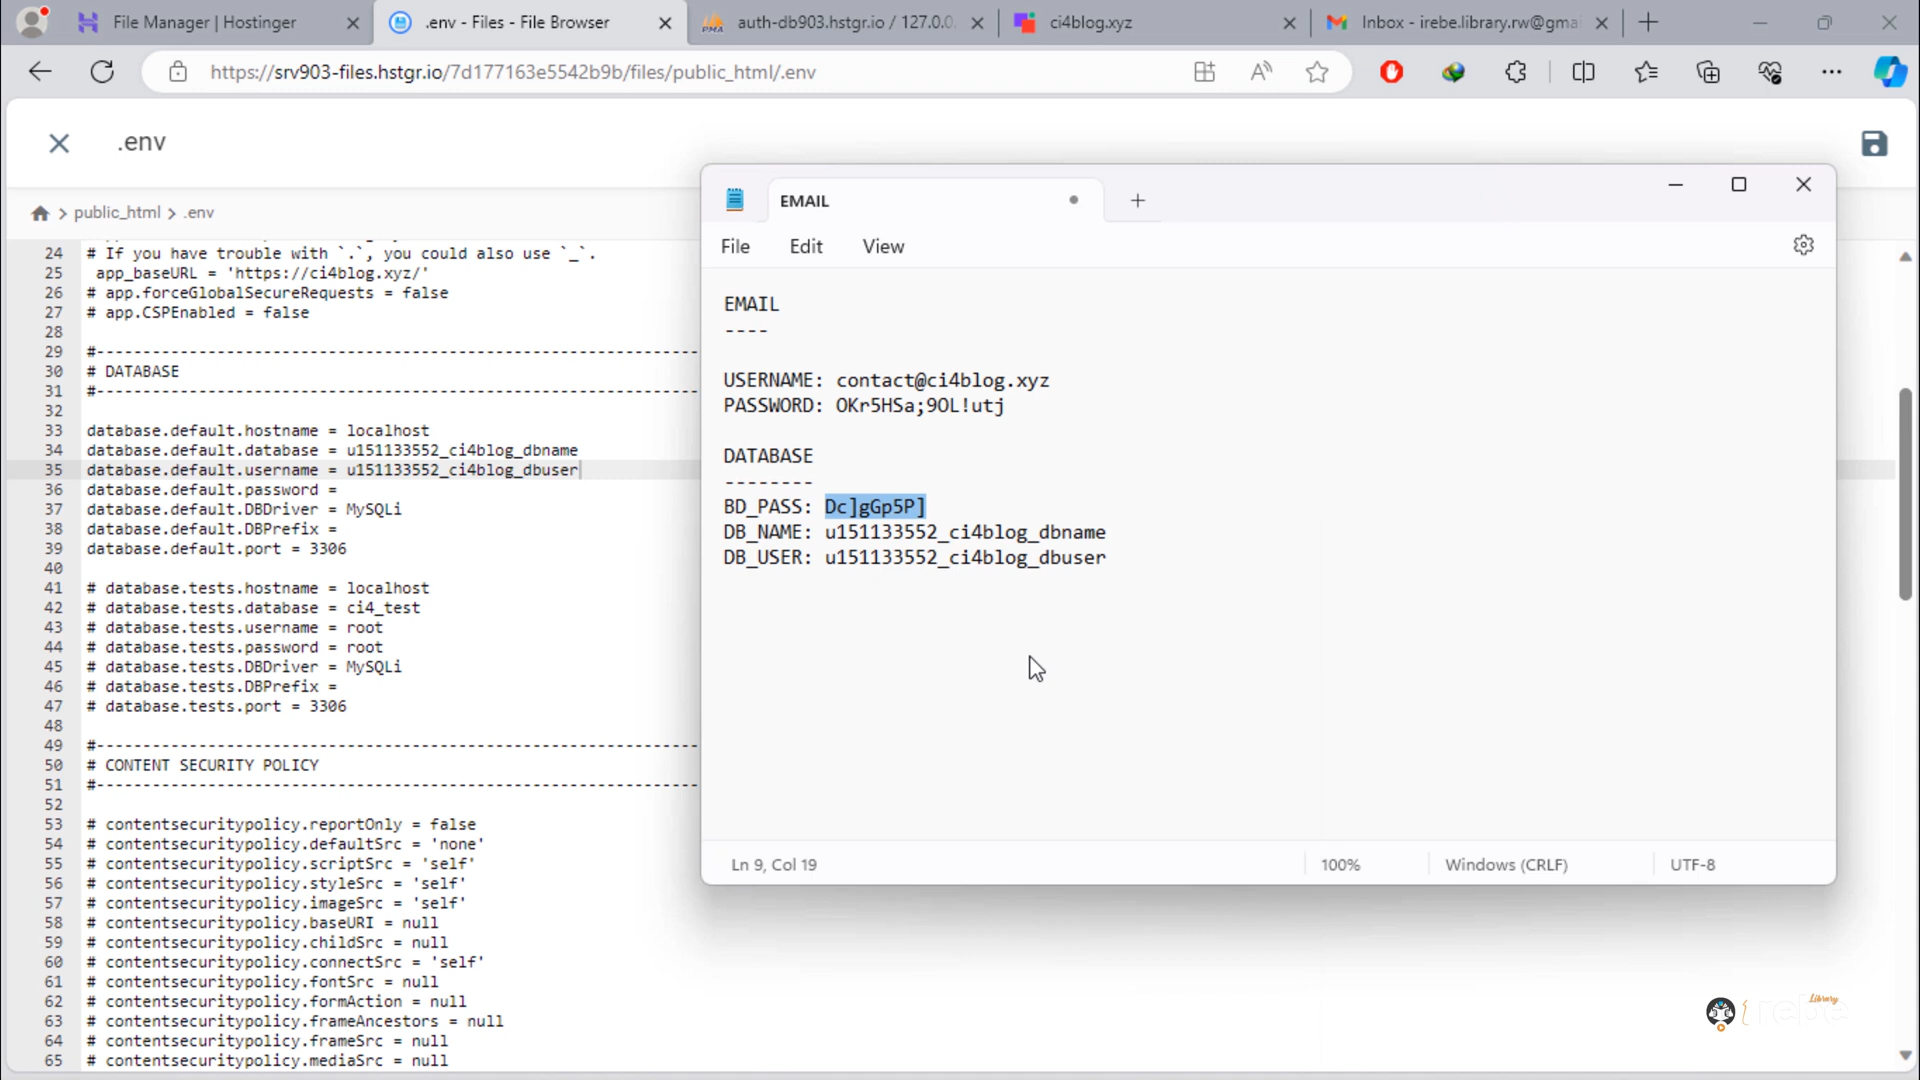 File Manager | Hostinger
.env - Files - File Browser
auth-db903.hstgr.io / 127.0.0.
ci4blog.xyz
Inbox - irebe.library.rw@gmai
https://srv903-files.hstgr.io/7d177163e5542b9b/files/public_html/.env
.env
public_html > .env
24 # If you have trouble with `.`, you could also use `_`.
25 app_baseURL = 'https://ci4blog.xyz/'
26 # app.forceGlobalSecureRequests = false
27 # app.CSPEnabled = false
28
29 #-----------------------------------------------------------------
30 # DATABASE
31 #-----------------------------------------------------------------
32
33 database.default.hostname = localhost
34 database.default.database = u151133552_ci4blog_dbname
35 database.default.username = u151133552_ci4blog_dbuser
36 database.default.password =
37 database.default.DBDriver = MySQLi
38 database.default.DBPrefix =
39 database.default.port = 3306
40
41 # database.tests.hostname = localhost
42 # database.tests.database = ci4_test
43 # database.tests.username = root
44 # database.tests.password = root
45 # database.tests.DBDriver = MySQLi
46 # database.tests.DBPrefix =
47 # database.tests.port = 3306
48
49 #-----------------------------------------------------------------
50 # CONTENT SECURITY POLICY
51 #-----------------------------------------------------------------
52
53 # contentsecuritypolicy.reportOnly = false
54 # contentsecuritypolicy.defaultSrc = 'none'
55 # contentsecuritypolicy.scriptSrc = 'self'
56 # contentsecuritypolicy.styleSrc = 'self'
57 # contentsecuritypolicy.imageSrc = 'self'
58 # contentsecuritypolicy.baseURI = null
59 # contentsecuritypolicy.childSrc = null
60 # contentsecuritypolicy.connectSrc = 'self'
61 # contentsecuritypolicy.fontSrc = null
62 # contentsecuritypolicy.formAction = null
63 # contentsecuritypolicy.frameAncestors = null
64 # contentsecuritypolicy.frameSrc = null
65 # contentsecuritypolicy.mediaSrc = null
EMAIL
File Edit View
EMAIL
----
USERNAME: contact@ci4blog.xyz
PASSWORD: OKr5HSa;9OL!utj
DATABASE
--------
BD_PASS: Dc]gGp5P]
DB_NAME: u151133552_ci4blog_dbname
DB_USER: u151133552_ci4blog_dbuser
Ln 9, Col 19
100%
Windows (CRLF)
UTF-8
Library
irebe